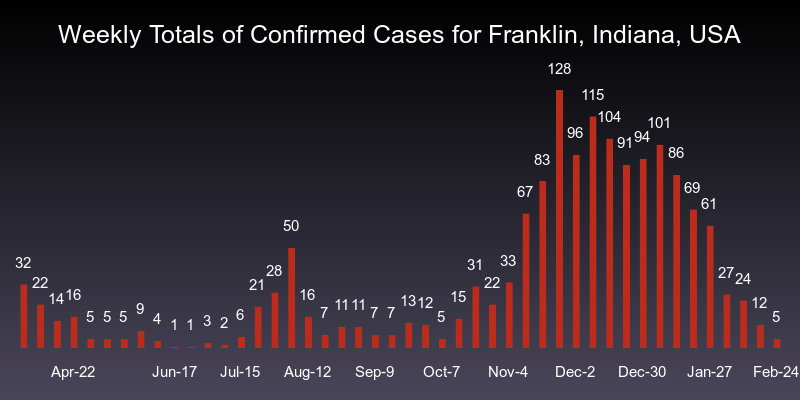 Weekly Totals of Confirmed Cases for Franklin, Indiana, USA
32 22 14 16 5 5 5 9 4 1 1 3 2 6 21 28 50 16 7 11 11 7 7 13 12 5 15 31 22 33 67 83 128 96 115 104 91 94 101 86 69 61 27 24 12 5
Apr-22 Jun-17 Jul-15 Aug-12 Sep-9 Oct-7 Nov-4 Dec-2 Dec-30 Jan-27 Feb-24